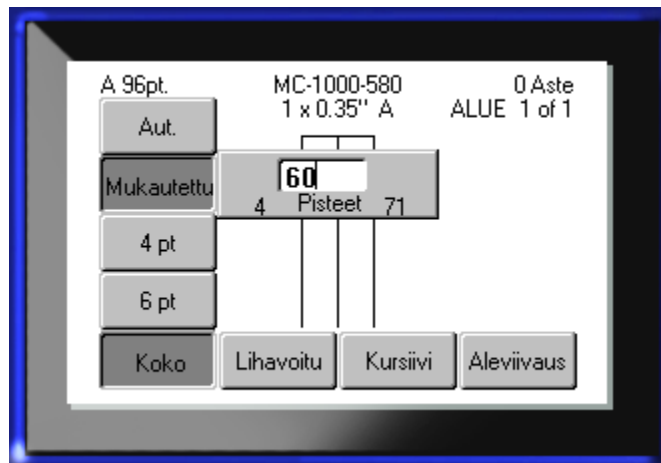 A 96pt. MC-1000-580 0 Aste
1 x 0.35" A ALUE 1 of 1
Aut.
Mukautettu
60
4 Pisteet 71
4 pt
6 pt
Koko Lihavoitu Kursiivi Aleviivaus